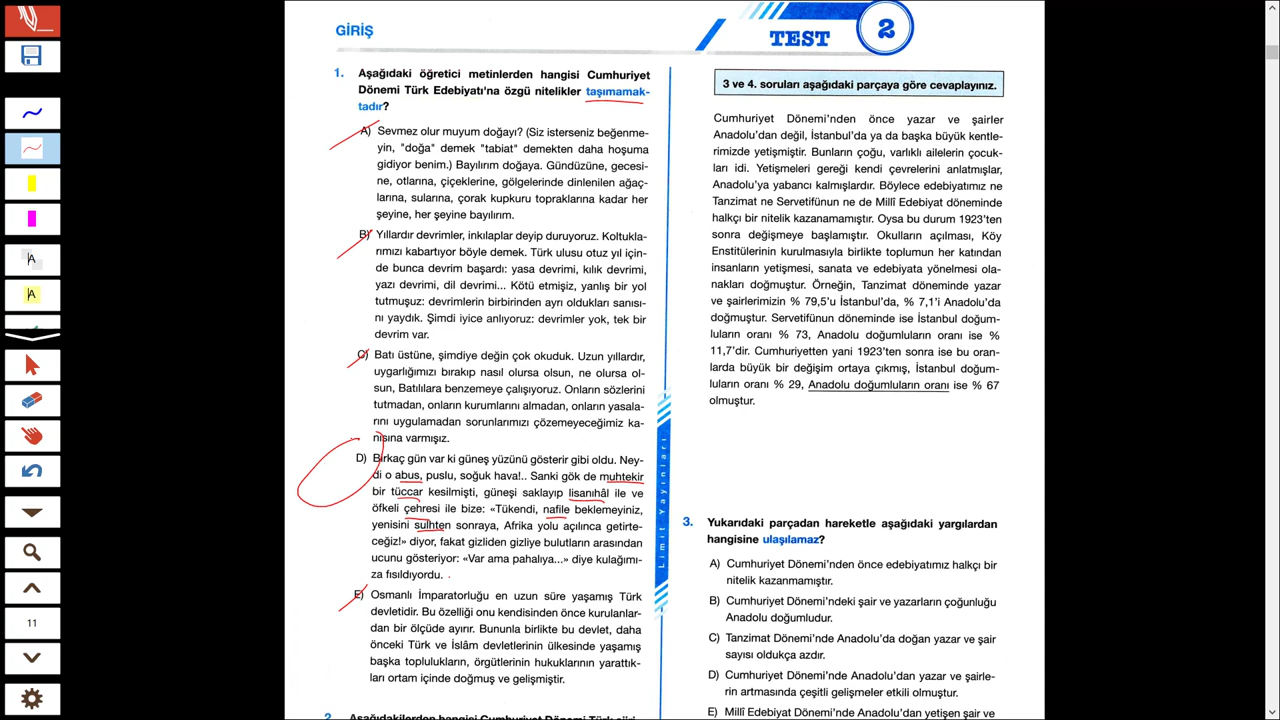 GİRİŞ
TEST
2
1. Aşağıdaki öğretici metinlerden hangisi Cumhuriyet
Dönemi Türk Edebiyatı'na özgü nitelikler taşımamak-
tadır?
A) Sevmez olur muyum doğayı? (Siz isterseniz beğenme-
yin, "doğa" demek "tabiat" demekten daha hoşuma
gidiyor benim.) Bayılırım doğaya. Gündüzüne, gecesi-
ne, otlarına, çiçeklerine, gölgelerinde dinlenilen ağaç-
larına, sularına, çorak kupkuru topraklarına kadar her
şeyine, her şeyine bayılırım.
B) Yıllardır devrimler, inkılaplar deyip duruyoruz. Koltukla-
rımızı kabartıyor böyle demek. Türk ulusu otuz yıl için-
de bunca devrim başardı: yasa devrimi, kılık devrimi,
yazı devrimi, dil devrimi... Kötü etmişiz, yanlış bir yol
tutmuşuz: devrimlerin birbirinden ayrı oldukları sanısı-
nı yaydık. Şimdi iyice anlıyoruz: devrimler yok, tek bir
devrim var.
C) Batı üstüne, şimdiye değin çok okuduk. Uzun yıllardır,
uygarlığımızı bırakıp nasıl olursa olsun, ne olursa ol-
sun, Batılılara benzemeye çalışıyoruz. Onların sözlerini
tutmadan, onların kurumlarını almadan, onların yasala-
rını uygulamadan sorunlarımızı çözemeyeceğimiz ka-
nısına varmışız.
D) Birkaç gün var ki güneş yüzünü gösterir gibi oldu. Ney-
di o abus, puslu, soğuk hava!.. Sanki gök de muhtekir
bir tüccar kesilmişti, güneşi saklayıp lisanıhâl ile ve
öfkeli çehresi ile bize: «Tükendi, nafile beklemeyiniz,
yenisini sulhten sonraya, Afrika yolu açılınca getirte-
ceğiz!» diyor, fakat gizliden gizliye bulutların arasından
ucunu gösteriyor: «Var ama pahalıya...» diye kulağımı-
za fısıldıyordu.
E) Osmanlı İmparatorluğu en uzun süre yaşamış Türk
devletidir. Bu özelliği onu kendisinden önce kurulanlar-
dan bir ölçüde ayırır. Bununla birlikte bu devlet, daha
önceki Türk ve İslâm devletlerinin ülkesinde yaşamış
başka toplulukların, örgütlerinin hukuklarının yarattık-
ları ortam içinde doğmuş ve gelişmiştir.
2. Aşağıdakilerden hangisi Cumhuriyet Dönemi Türk şiiri
Limit Yayınları
3 ve 4. soruları aşağıdaki parçaya göre cevaplayınız.
Cumhuriyet Dönemi'nden önce yazar ve şairler
Anadolu'dan değil, İstanbul'da ya da başka büyük kentle-
rimizde yetişmiştir. Bunların çoğu, varlıklı ailelerin çocuk-
ları idi. Yetişmeleri gereği kendi çevrelerini anlatmışlar,
Anadolu'ya yabancı kalmışlardır. Böylece edebiyatımız ne
Tanzimat ne Servetifünun ne de Millî Edebiyat döneminde
halkçı bir nitelik kazanamamıştır. Oysa bu durum 1923'ten
sonra değişmeye başlamıştır. Okulların açılması, Köy
Enstitülerinin kurulmasıyla birlikte toplumun her katından
insanların yetişmesi, sanata ve edebiyata yönelmesi ola-
nakları doğmuştur. Örneğin, Tanzimat döneminde yazar
ve şairlerimizin % 79,5'u İstanbul'da, % 7,1'i Anadolu'da
doğmuştur. Servetifünun döneminde ise İstanbul doğum-
luların oranı % 73, Anadolu doğumluların oranı ise %
11,7'dir. Cumhuriyetten yani 1923'ten sonra ise bu oran-
larda büyük bir değişim ortaya çıkmış, İstanbul doğum-
luların oranı % 29, Anadolu doğumluların oranı ise % 67
olmuştur.
3. Yukarıdaki parçadan hareketle aşağıdaki yargılardan
hangisine ulaşılamaz?
A) Cumhuriyet Dönemi'nden önce edebiyatımız halkçı bir
nitelik kazanmamıştır.
B) Cumhuriyet Dönemi'ndeki şair ve yazarların çoğunluğu
Anadolu doğumludur.
C) Tanzimat Dönemi'nde Anadolu'da doğan yazar ve şair
sayısı oldukça azdır.
D) Cumhuriyet Dönemi'nde Anadolu'dan yazar ve şairle-
rin artmasında çeşitli gelişmeler etkili olmuştur.
E) Millî Edebiyat Dönemi'nde Anadolu'dan yetişen şair ve
A
A
11